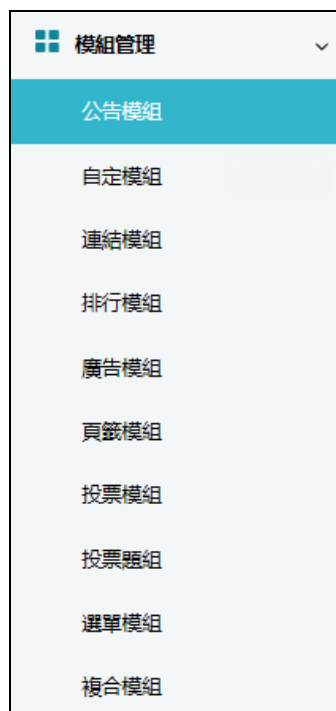 模組管理
公告模組
自定模組
連結模組
排行模組
廣告模組
頁籤模組
投票模組
投票題組
選單模組
複合模組